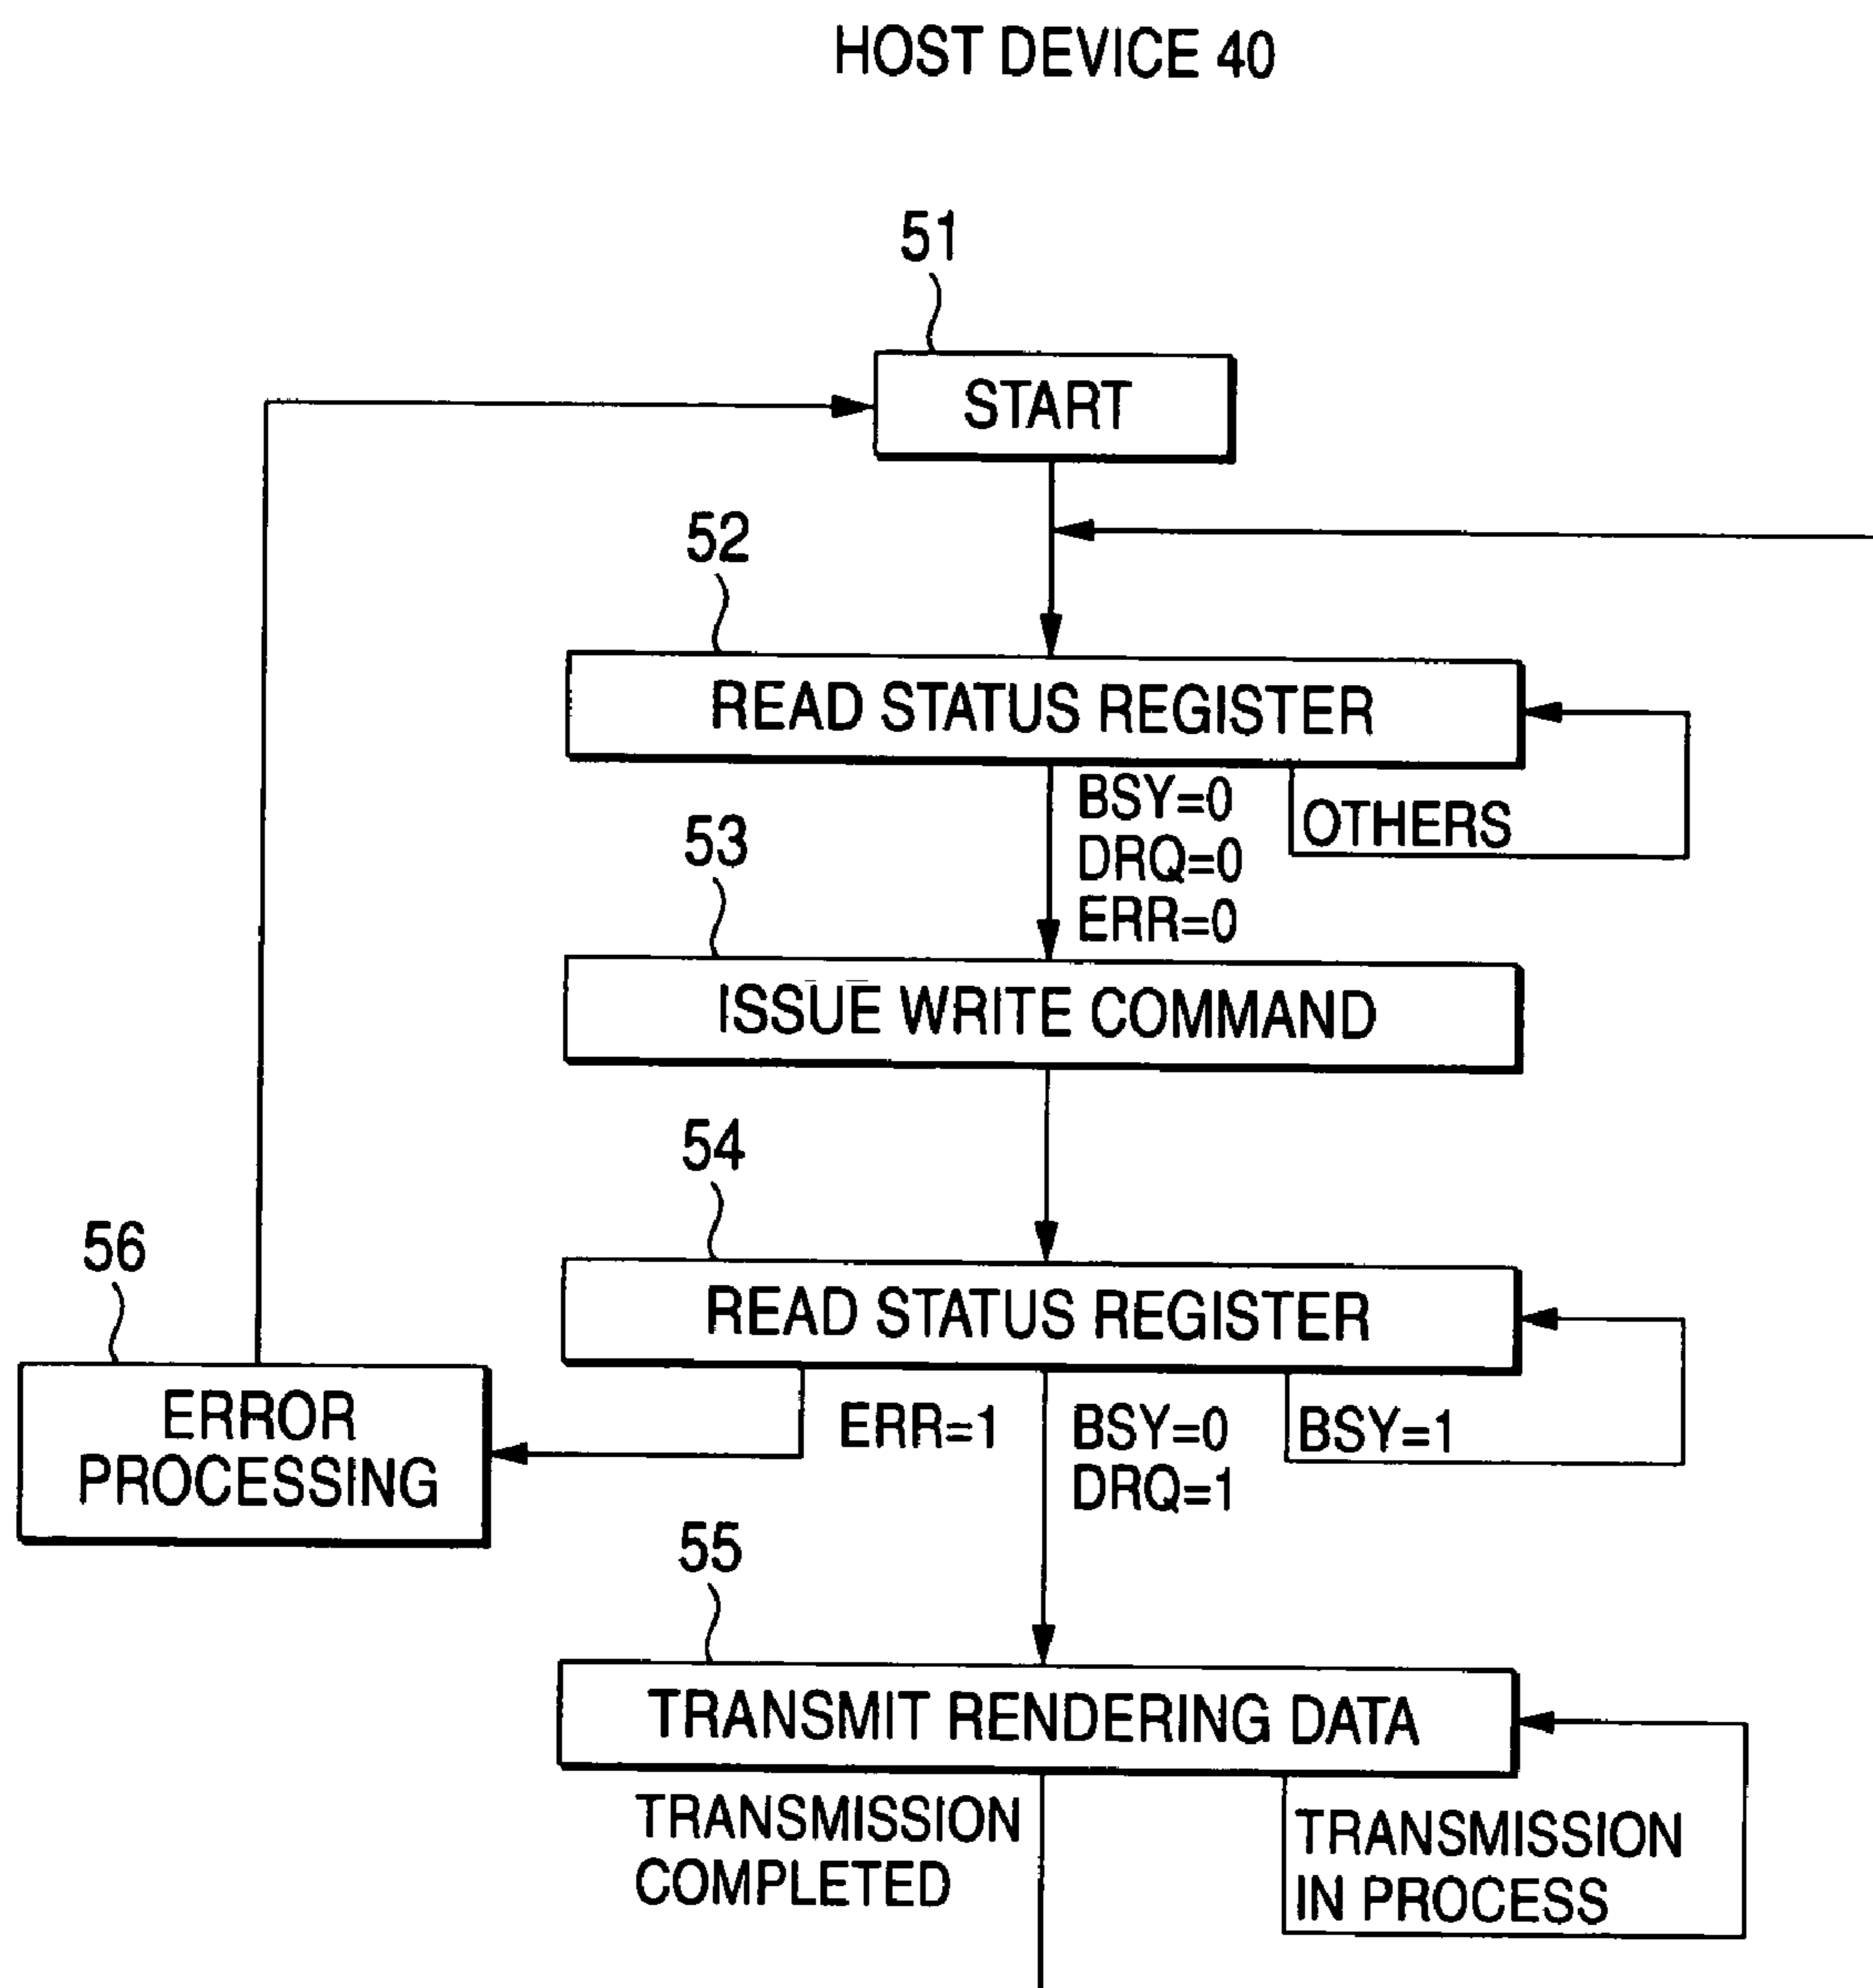 HOST DEVICE 40
51
START
52
READ STATUS REGISTER
BSY=0
DRQ=0
ERR=0
OTHERS
53
ISSUE WRITE COMMAND
54
READ STATUS REGISTER
56
ERROR
PROCESSING
ERR=1
BSY=0
DRQ=1
BSY=1
55
TRANSMIT RENDERING DATA
TRANSMISSION
COMPLETED
TRANSMISSION
IN PROCESS